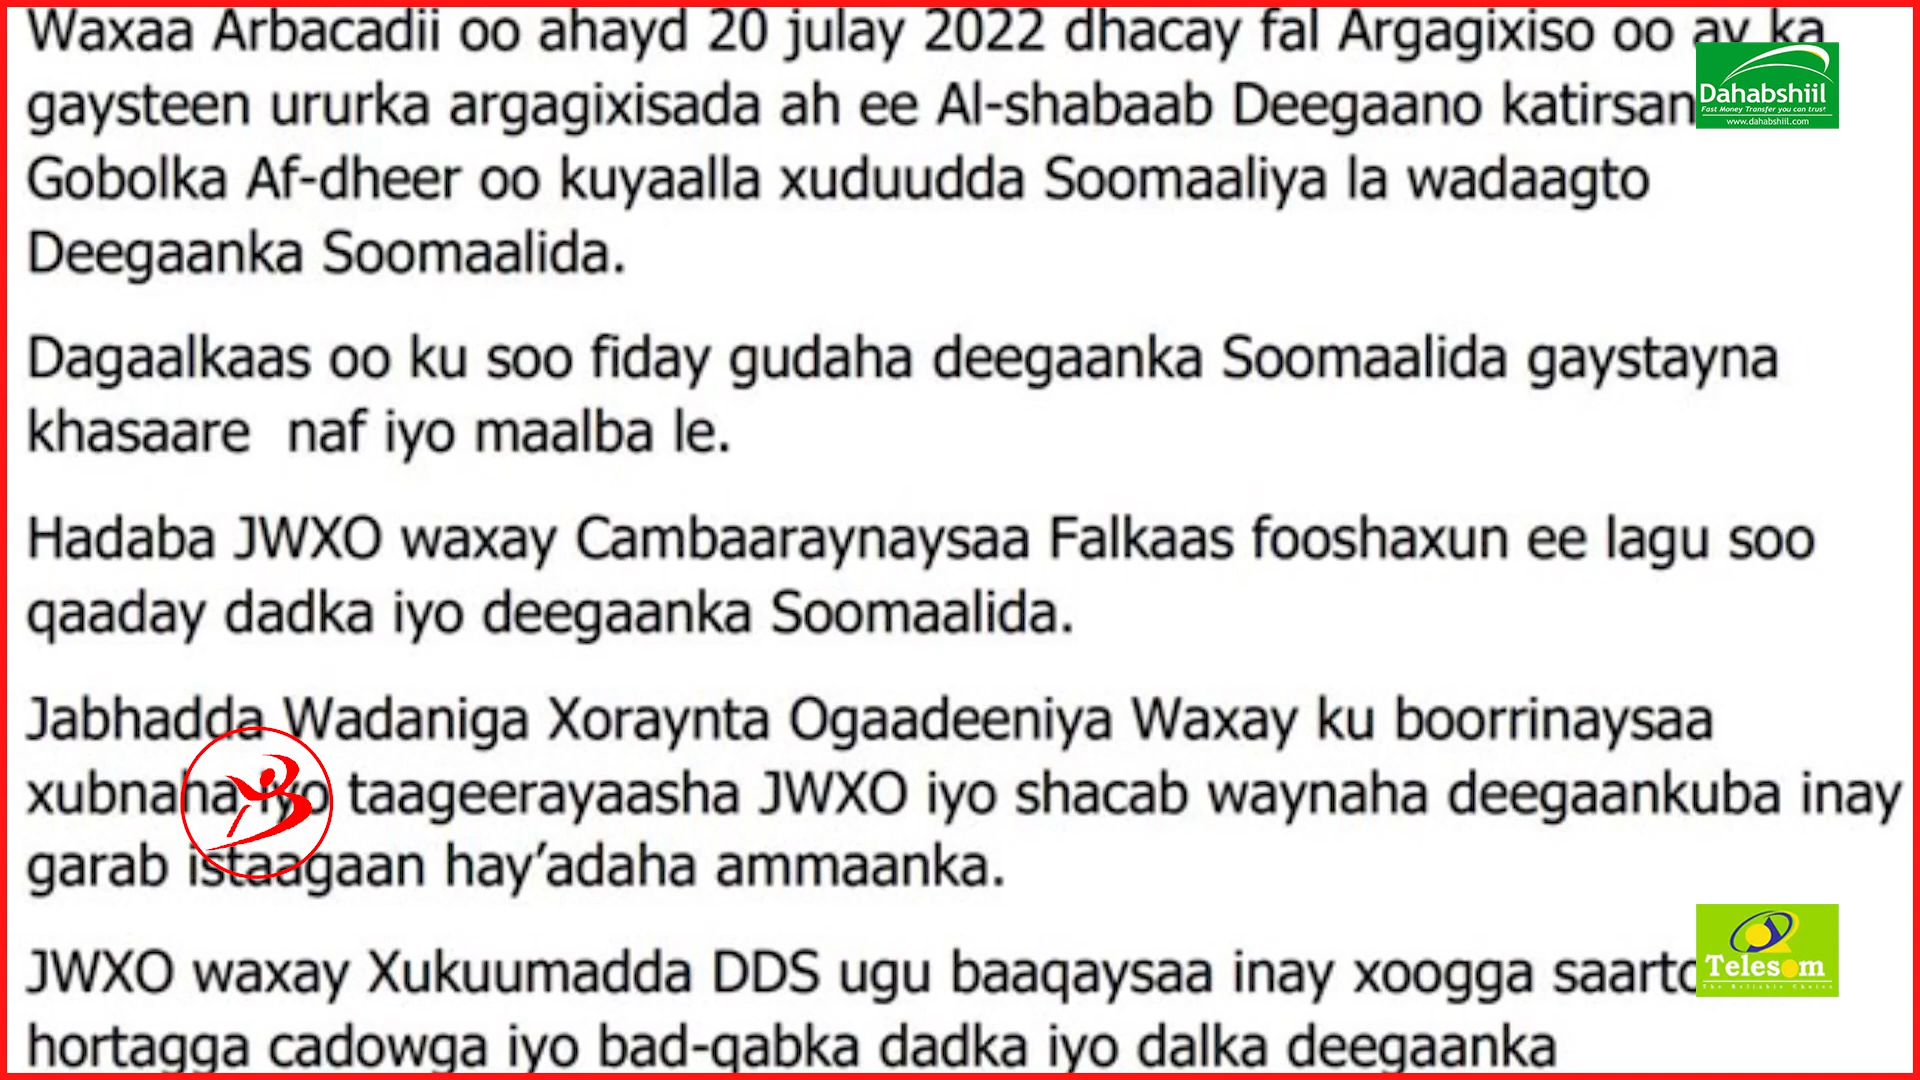 Waxaa Arbacadii oo ahayd 20 julay 2022 dhacay fal Argagixiso oo ay ka
gaysteen ururka argagixisada ah ee Al-shabaab Deegaano katirsan
Gobolka Af-dheer oo kuyaalla xuduudda Soomaaliya la wadaagto
Deegaanka Soomaalida.
Dagaalkaas oo ku soo fiday gudaha deegaanka Soomaalida gaystayna
khasaare naf iyo maalba le.
Hadaba JWXO waxay Cambaaraynaysaa Falkaas fooshaxun ee lagu soo
qaaday dadka iyo deegaanka Soomaalida.
Jabhadda Wadaniga Xoraynta Ogaadeeniya Waxay ku boorrinaysaa
xubnaha iyo taageerayaasha JWXO iyo shacab waynaha deegaankuba inay
garab istaagaan hay’adaha ammaanka.
JWXO waxay Xukuumadda DDS ugu baaqaysaa inay xoogga saarto
hortagga cadowga iyo bad-qabka dadka iyo dalka deegaanka
Dahabshiil
Fast Money Transfer you can trust
www.dahabshiil.com
Telesom
The Reliable Choice